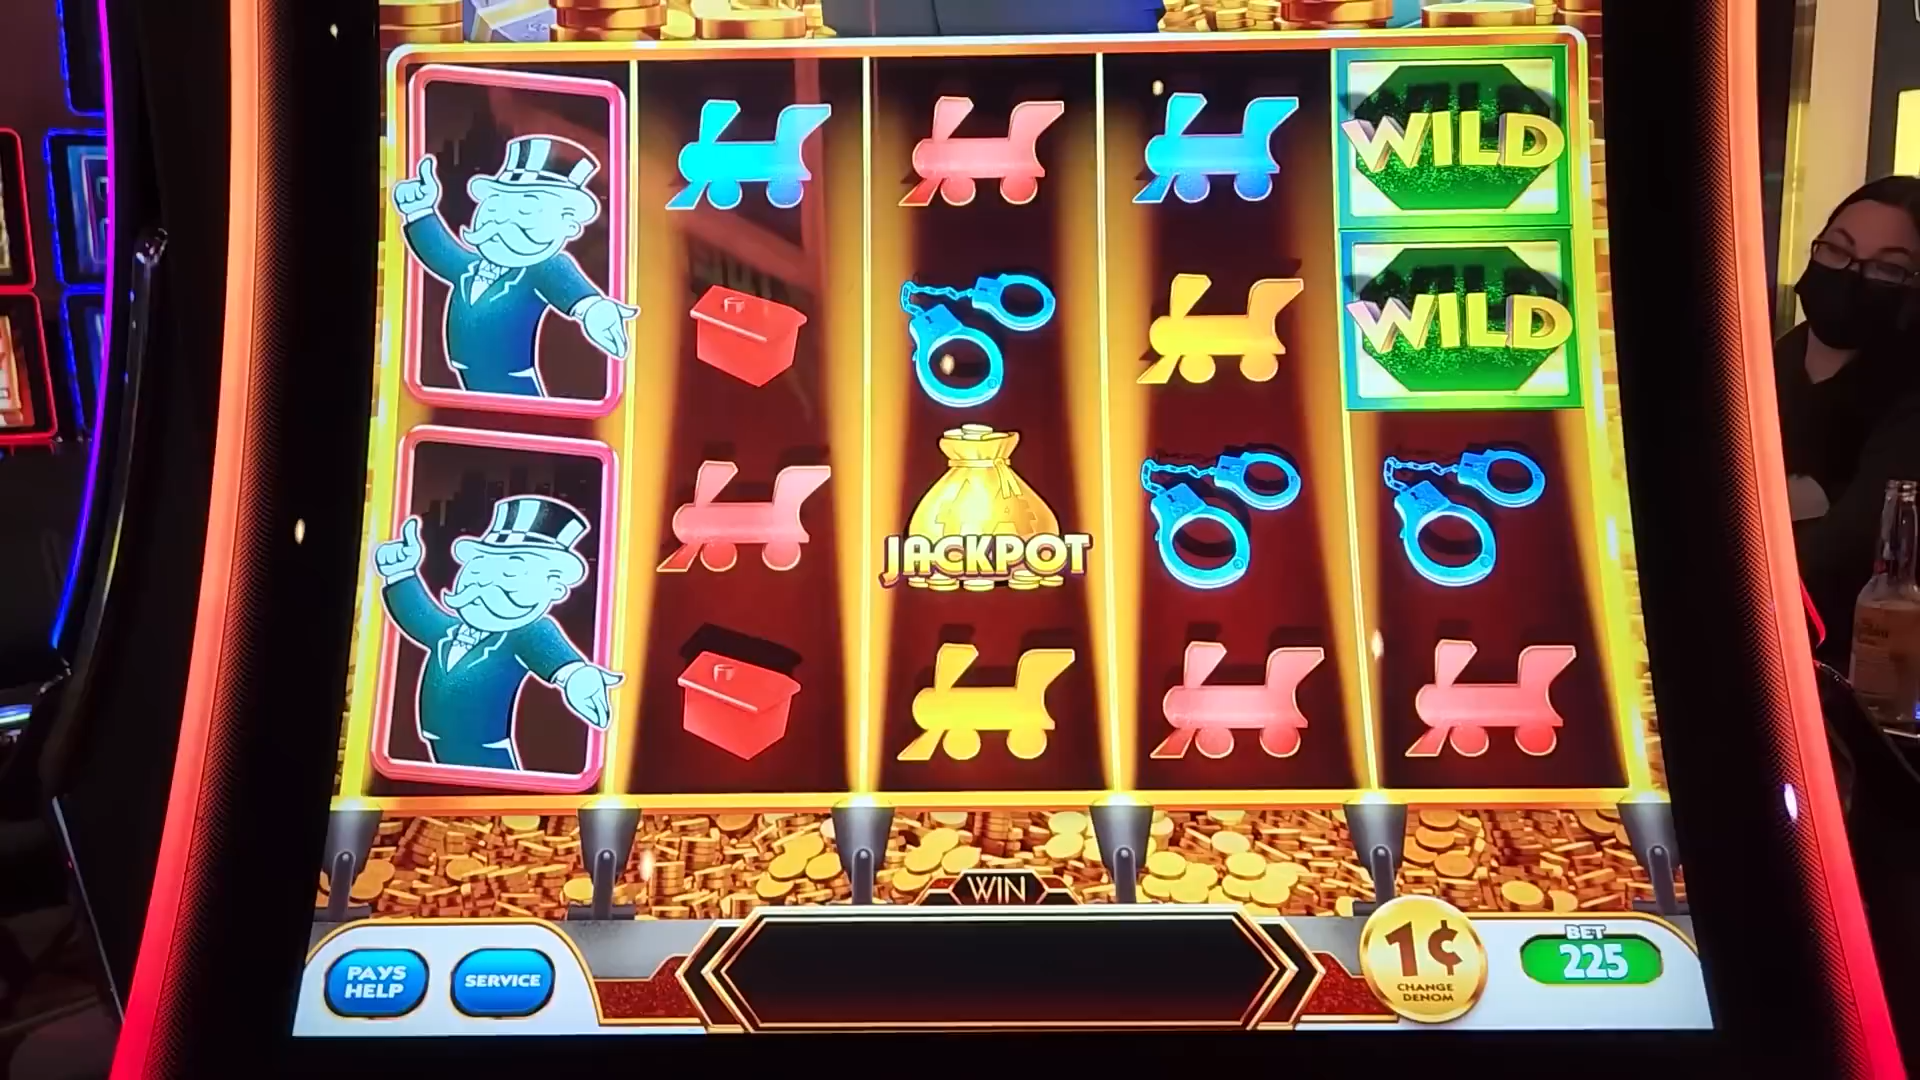 WILD
WILD
JACKPOT
WIN
PAYS
HELP
SERVICE
1¢
CHANGE
DENOM
BET
225